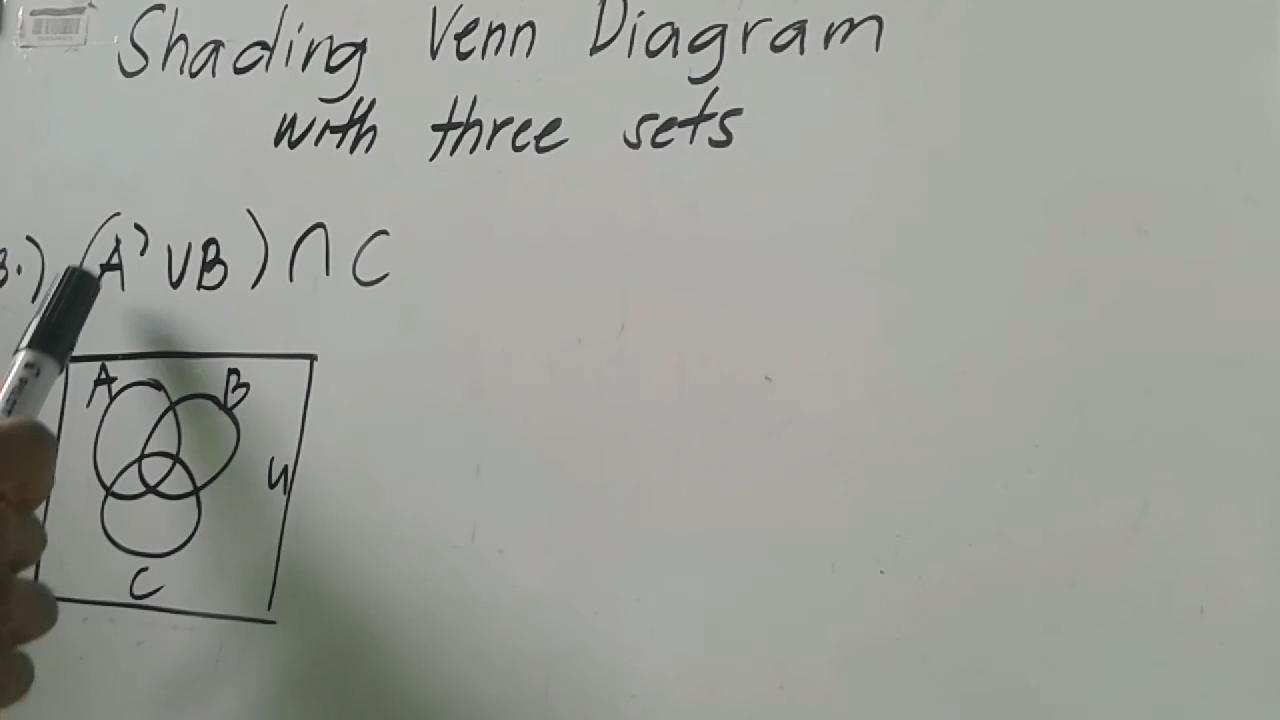 Shading Venn Diagram
with three sets
3.) (A' ∪ B) ∩ C
A B
U
C